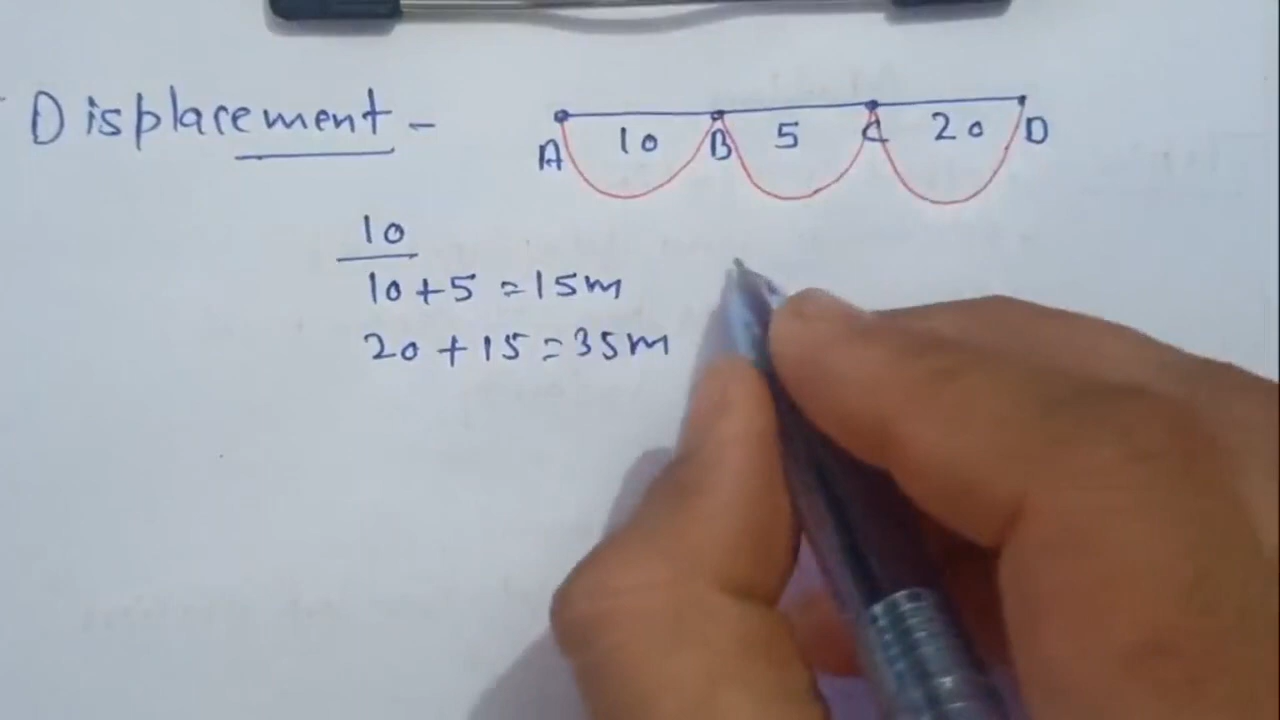 Displacement -
A 10 B 5 C 20 D
10
10+5 = 15m
20 + 15 = 35m